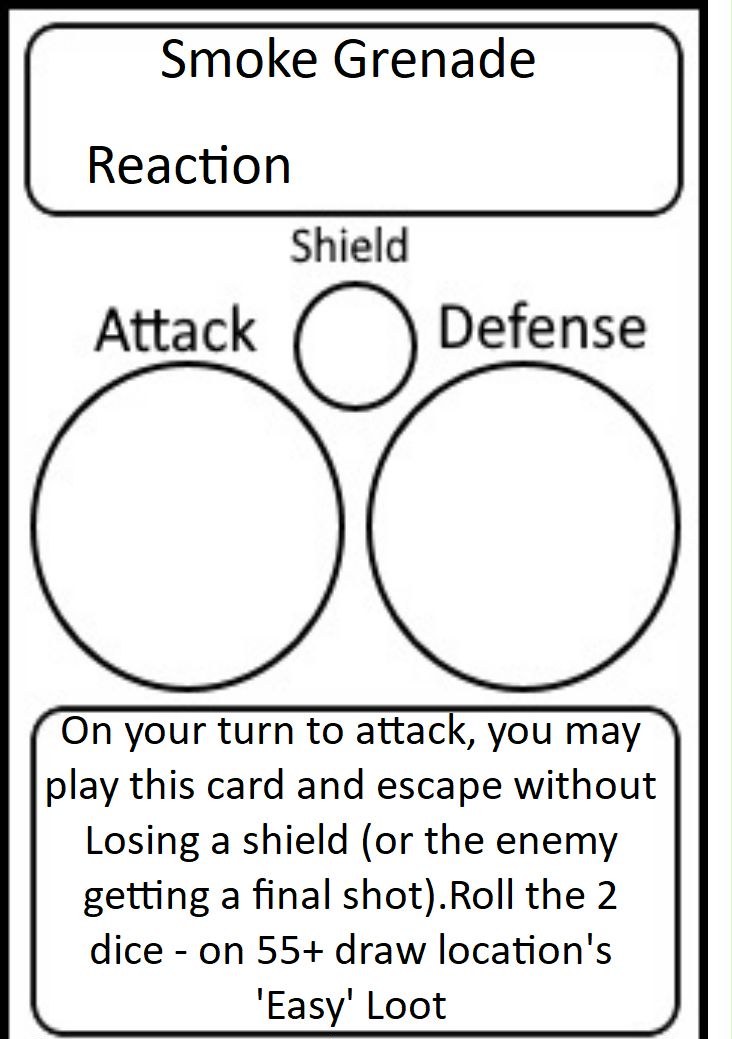 Smoke Grenade
Reaction
Shield
Attack
Defense
On your turn to attack, you may
play this card and escape without
Losing a shield (or the enemy
getting a final shot).Roll the 2
dice - on 55+ draw location's
'Easy' Loot